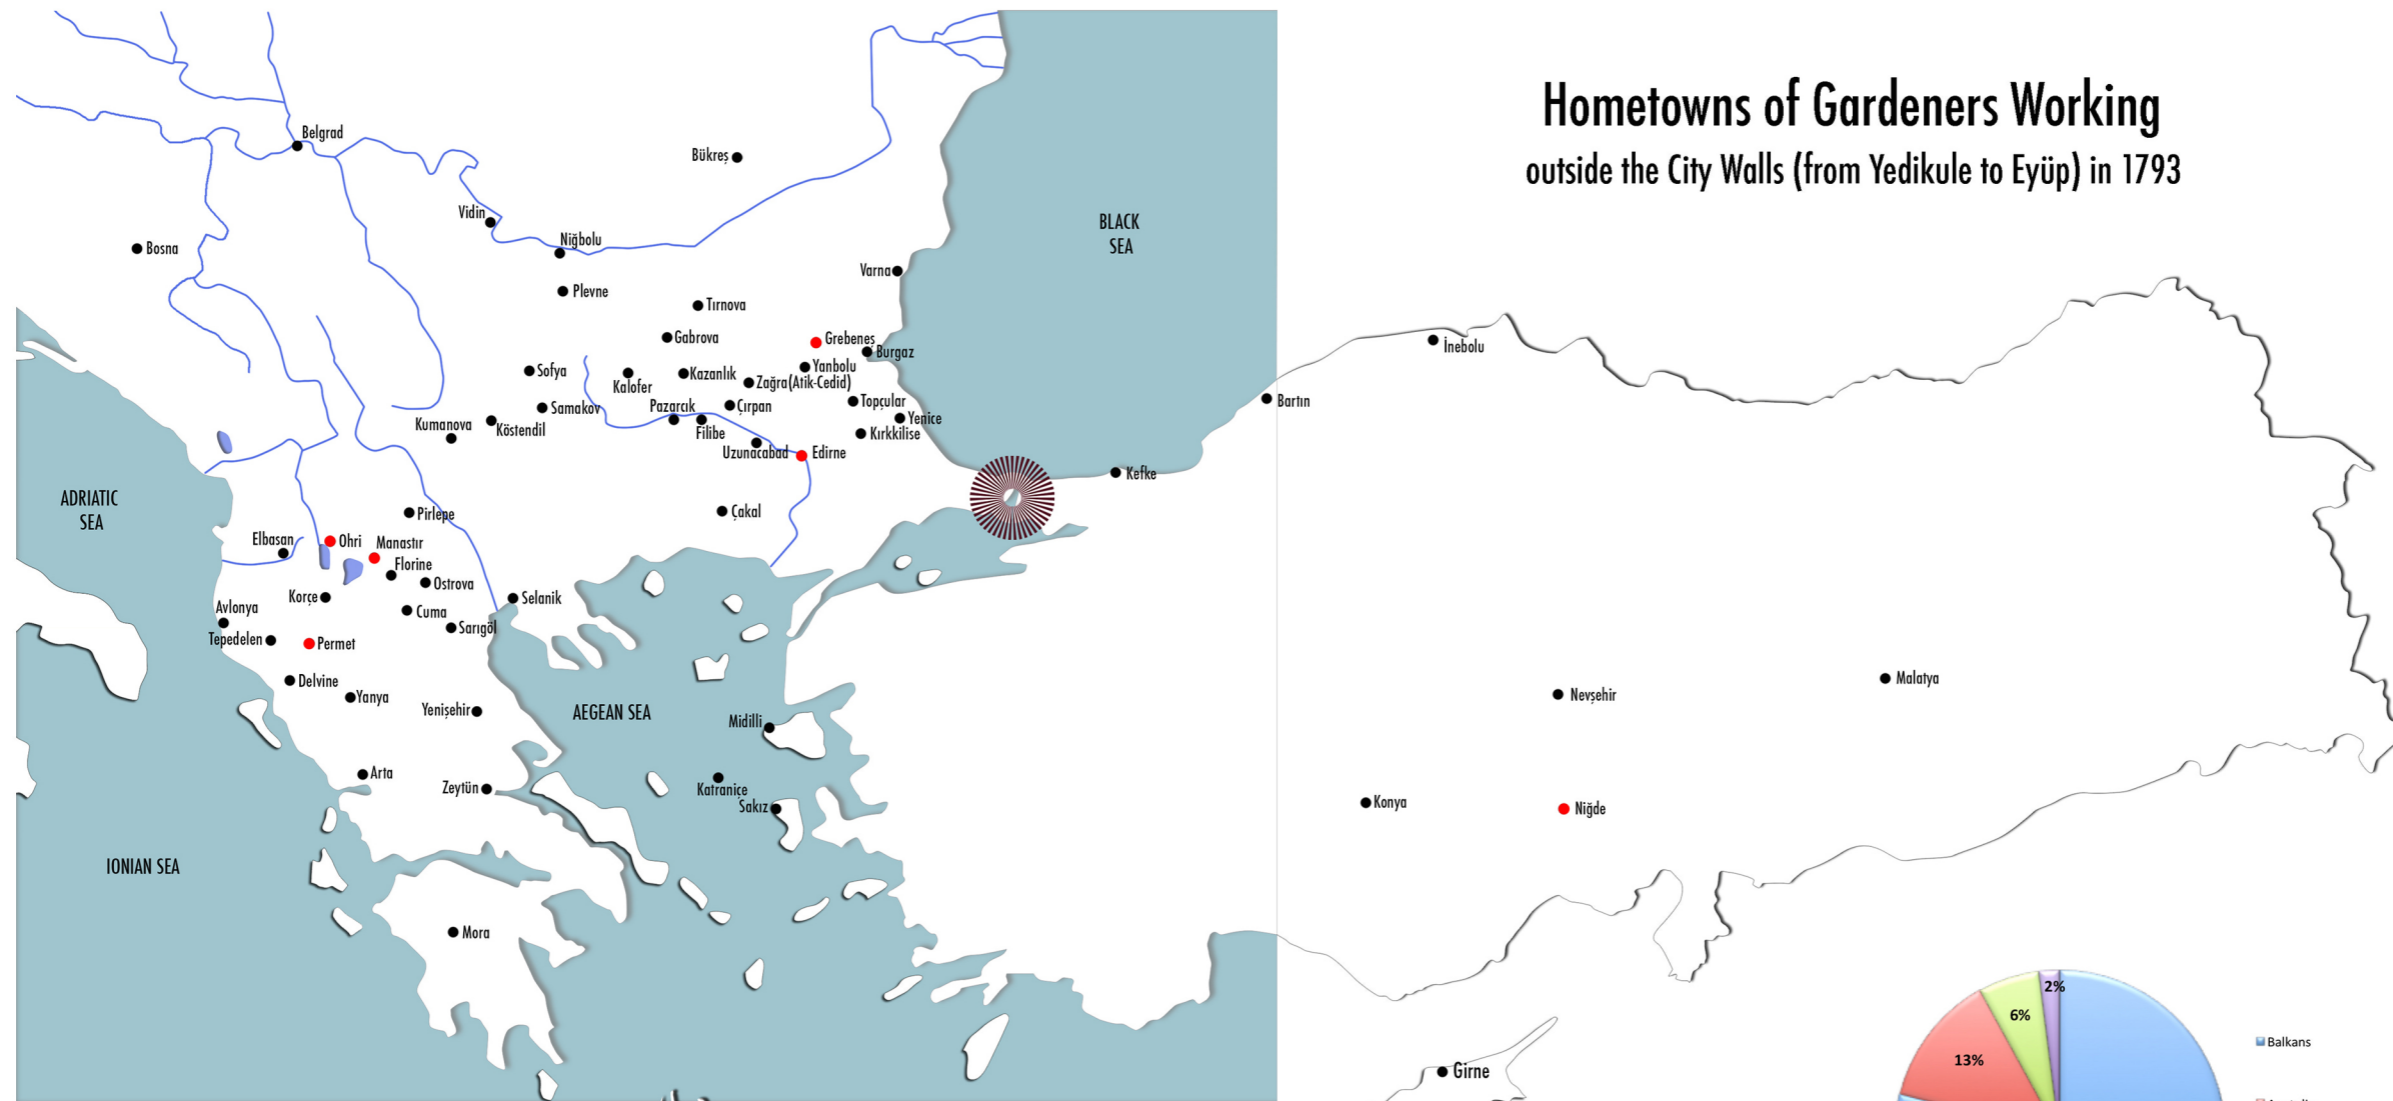 Hometowns of Gardeners Working
outside the City Walls (from Yedikule to Eyüp) in 1793
Belgrad
Bükreş
Vidin
Niğbolu
Bosna
BLACK
SEA
Varna
Plevne
Tırnova
Gabrova
Grebeneş
Burgaz
İnebolu
Sofya
Kalofer
Kazanlık
Yanbolu
Zağra(Atik-Cedid)
Samakov
Pazarcık
Çırpan
Topçular
Bartın
Kumanova
Köstendil
Filibe
Yenice
Kırkkilise
Uzunacabad
Edirne
Kefke
ADRIATIC
SEA
Pirlepe
Çakal
Elbasan
Ohri
Manastır
Florine
Ostrova
Korçe
Selanik
Avlonya
Cuma
Sarıgöl
Tepedelen
Permet
Delvine
Yanya
Malatya
Nevşehir
Yenişehir
AEGEAN SEA
Midilli
Arta
Zeytün
Katraniçe
Sakız
Konya
Niğde
IONIAN SEA
Mora
Girne
2%
6%
13%
Balkans